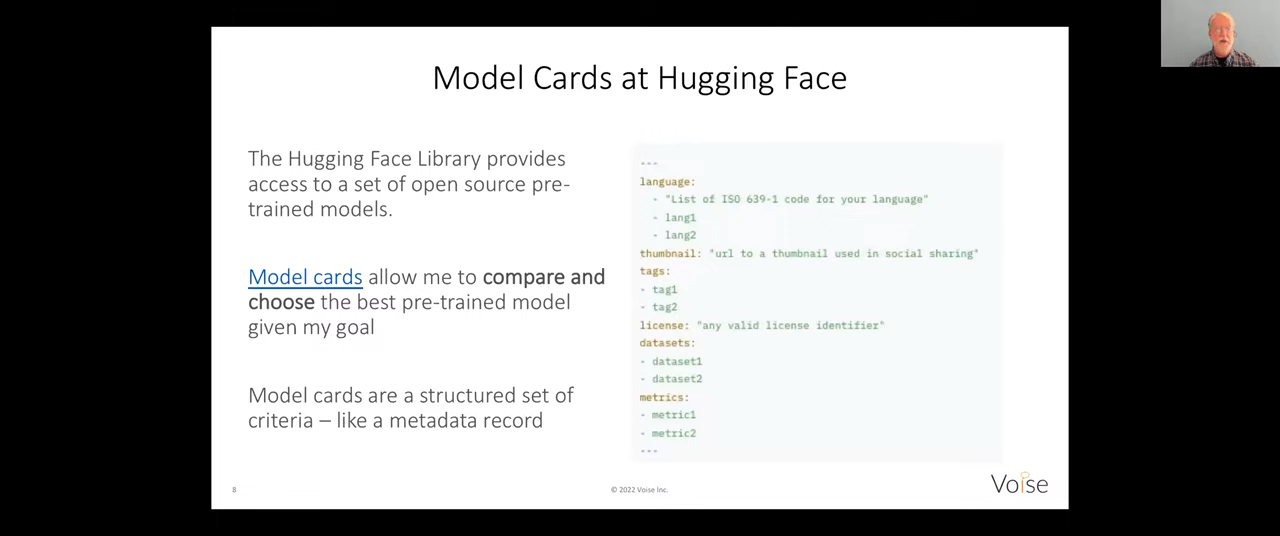 Model Cards at Hugging Face
The Hugging Face Library provides
access to a set of open source pre-
trained models.
Model cards allow me to compare and
choose the best pre-trained model
given my goal
Model cards are a structured set of
criteria – like a metadata record
---
language:
- "List of ISO 639-1 code for your language"
- lang1
- lang2
thumbnail: "url to a thumbnail used in social sharing"
tags:
- tag1
- tag2
license: "any valid license identifier"
datasets:
- dataset1
- dataset2
metrics:
- metric1
- metric2
---
8
© 2022 Voise Inc.
Voise